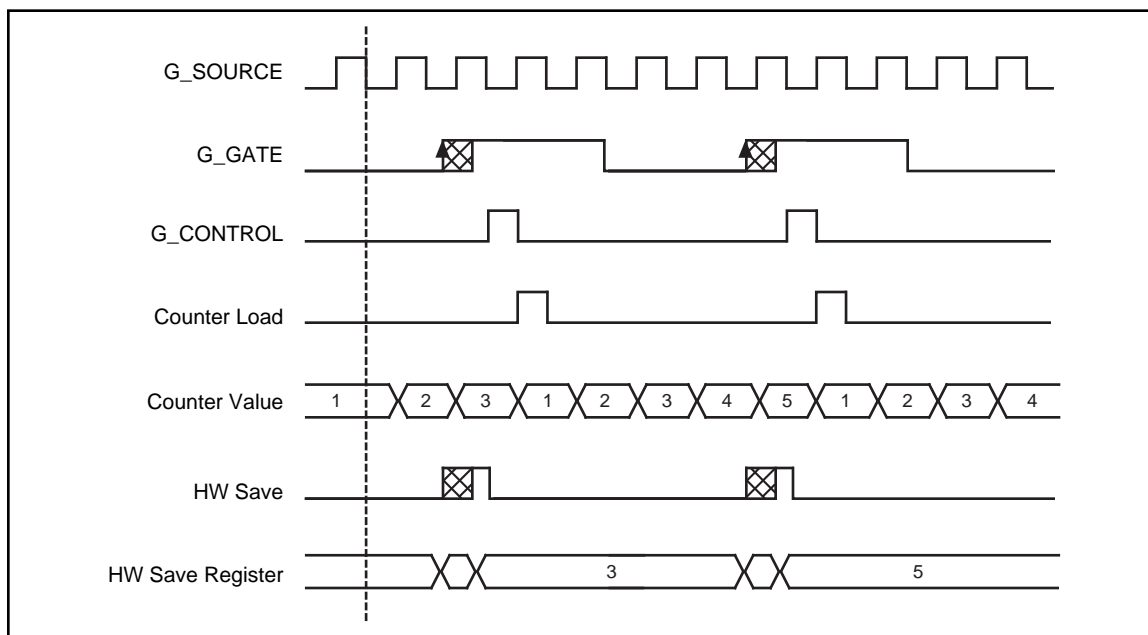 G_SOURCE
G_GATE
G_CONTROL
Counter Load
Counter Value 1 2 3 1 2 3 4 5 1 2 3 4
HW Save
HW Save Register 3 5